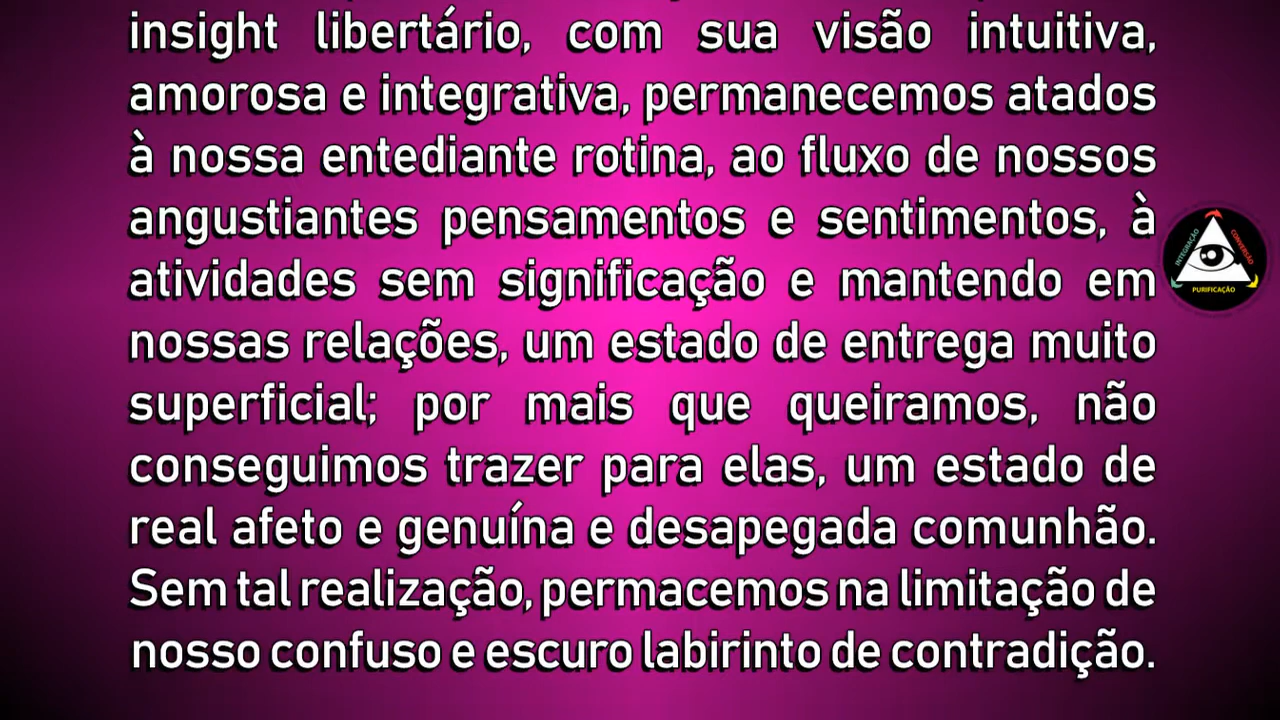 insight libertário, com sua visão intuitiva,
amorosa e integrativa, permanecemos atados
à nossa entediante rotina, ao fluxo de nossos
angustiantes pensamentos e sentimentos, à
atividades sem significação e mantendo em
nossas relações, um estado de entrega muito
superficial; por mais que queiramos, não
conseguimos trazer para elas, um estado de
real afeto e genuína e desapegada comunhão.
Sem tal realização, permacemos na limitação de
nosso confuso e escuro labirinto de contradição.
INTEGRAÇÃO
CONVERSÃO
PURIFICAÇÃO